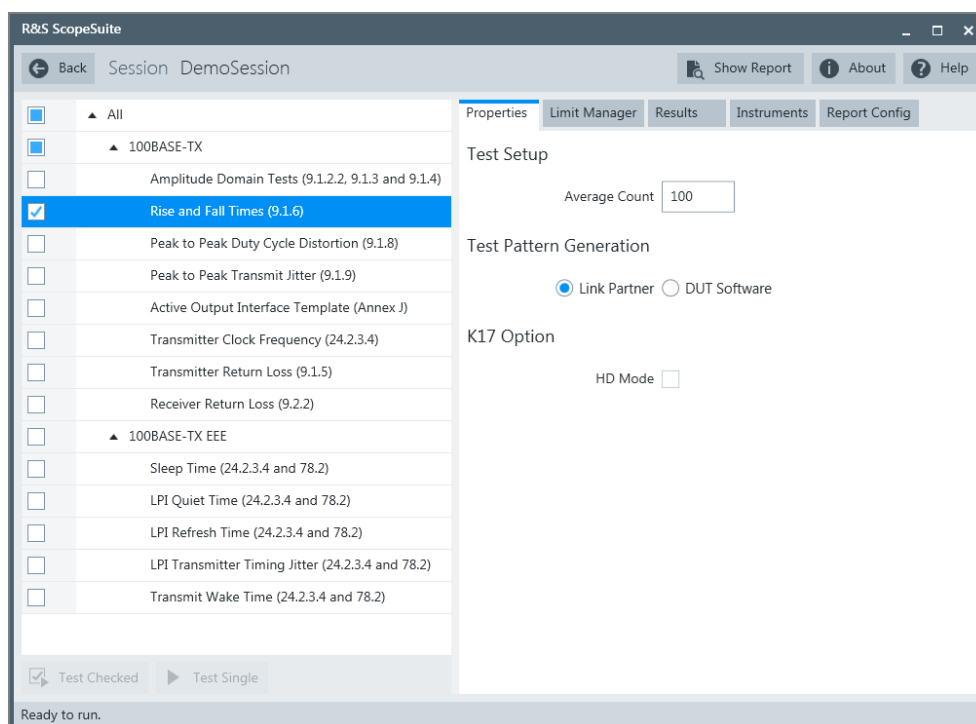 R&S ScopeSuite
Back Session DemoSession Show Report About Help
All
100BASE-TX
Amplitude Domain Tests (9.1.2.2, 9.1.3 and 9.1.4)
Rise and Fall Times (9.1.6)
Peak to Peak Duty Cycle Distortion (9.1.8)
Peak to Peak Transmit Jitter (9.1.9)
Active Output Interface Template (Annex J)
Transmitter Clock Frequency (24.2.3.4)
Transmitter Return Loss (9.1.5)
Receiver Return Loss (9.2.2)
100BASE-TX EEE
Sleep Time (24.2.3.4 and 78.2)
LPI Quiet Time (24.2.3.4 and 78.2)
LPI Refresh Time (24.2.3.4 and 78.2)
LPI Transmitter Timing Jitter (24.2.3.4 and 78.2)
Transmit Wake Time (24.2.3.4 and 78.2)
Test Checked Test Single
Properties Limit Manager Results Instruments Report Config
Test Setup
Average Count 100
Test Pattern Generation
Link Partner DUT Software
K17 Option
HD Mode
Ready to run.